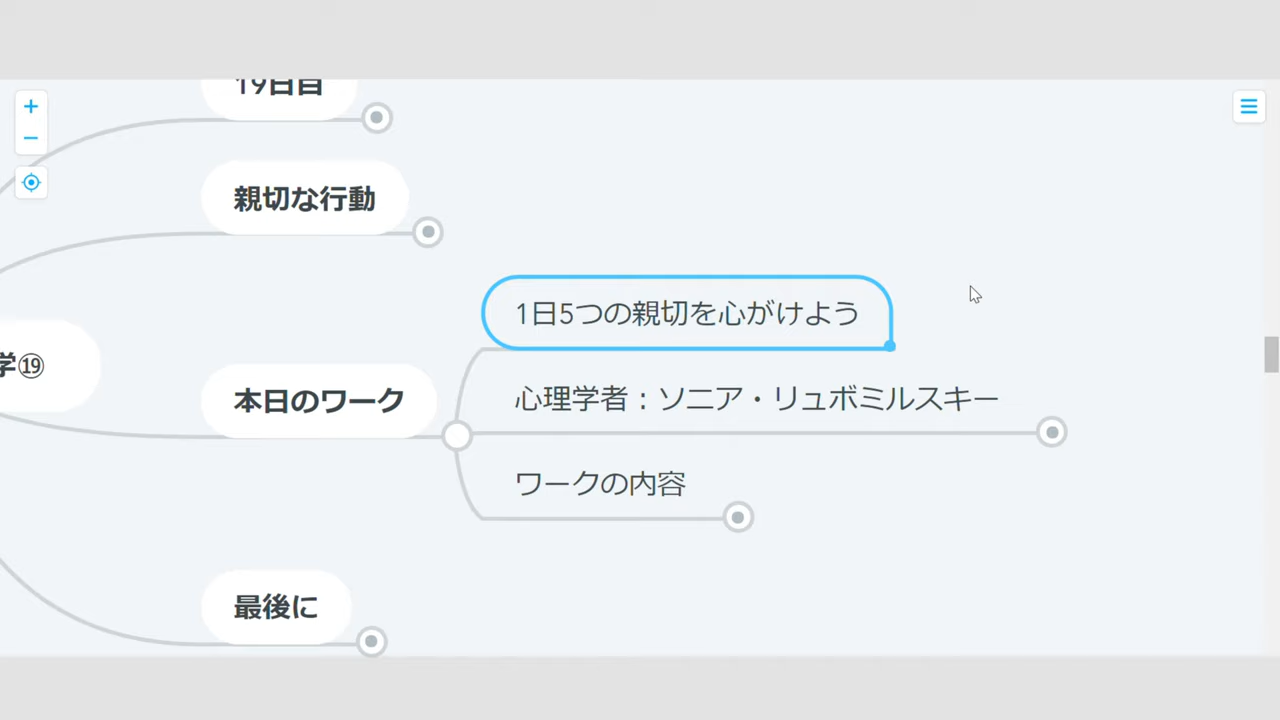 19日目
親切な行動
学⑲
本日のワーク
1日5つの親切を心がけよう
心理学者：ソニア・リュボミルスキー
ワークの内容
最後に